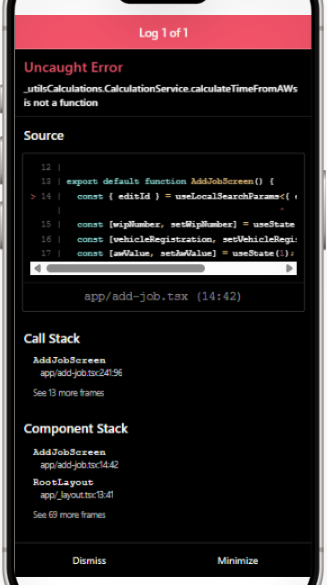 Log 1 of 1
Uncaught Error
_utilsCalculations.CalculationService.calculateTimeFromAWs
is not a function
Source
12 |
13 | export default function AddJobScreen() {
> 14 | const { editId } = useLocalSearchParams<{
|
15 | const [wipNumber, setWipNumber] = useState
16 | const [vehicleRegistration, setVehicleRegi
17 | const [awValue, setAwValue] = useState(1);
app/add-job.tsx (14:42)
Call Stack
AddJobScreen
app/add-job.tsx:241:96
See 13 more frames
Component Stack
AddJobScreen
app/add-job.tsx:14:42
RootLayout
app/_layout.tsx:13:41
See 69 more frames
Dismiss Minimize